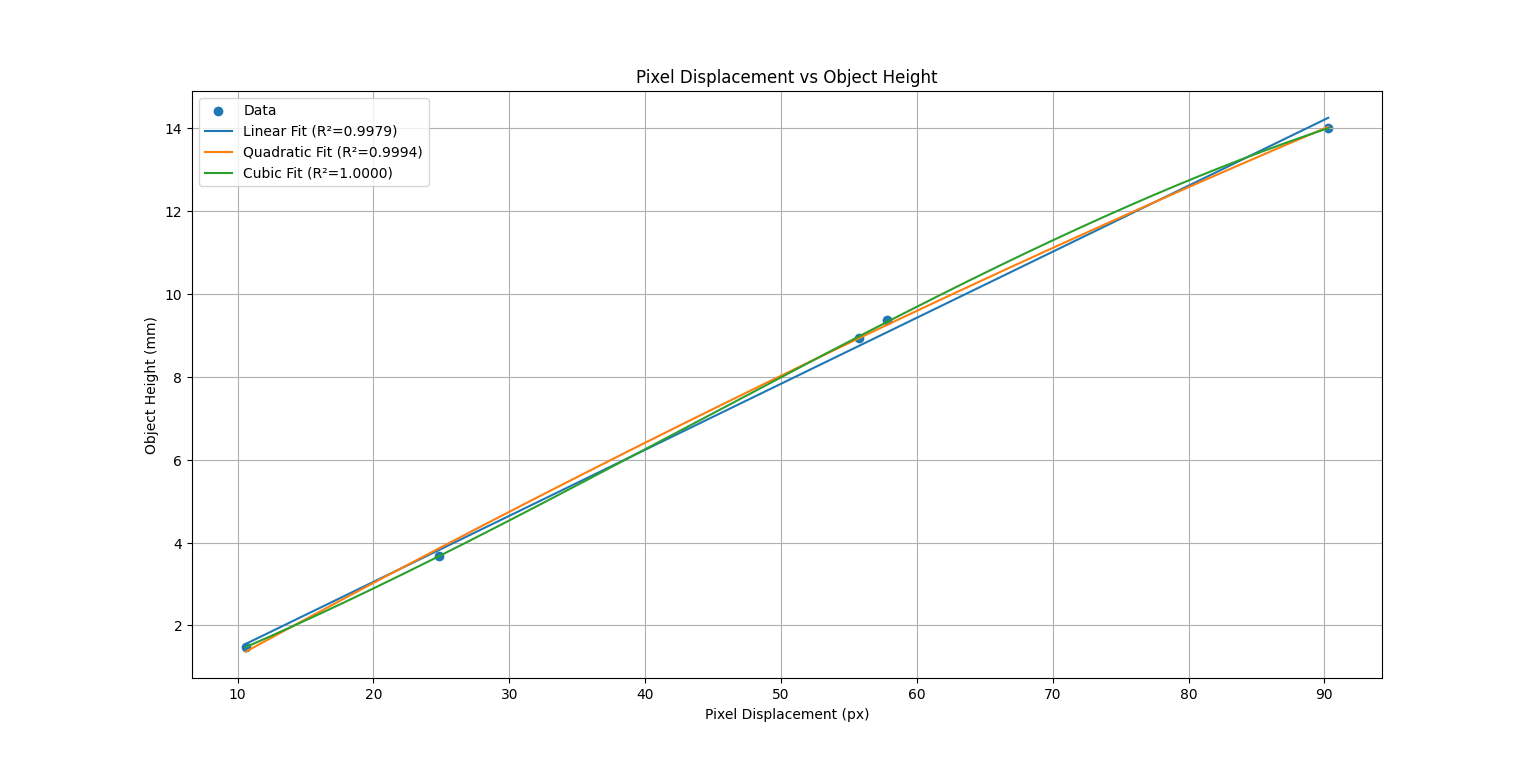 Pixel Displacement vs Object Height
Data
Linear Fit (R²=0.9979)
Quadratic Fit (R²=0.9994)
Cubic Fit (R²=1.0000)
Object Height (mm)
14
12
10
8
6
4
2
10 20 30 40 50 60 70 80 90
Pixel Displacement (px)